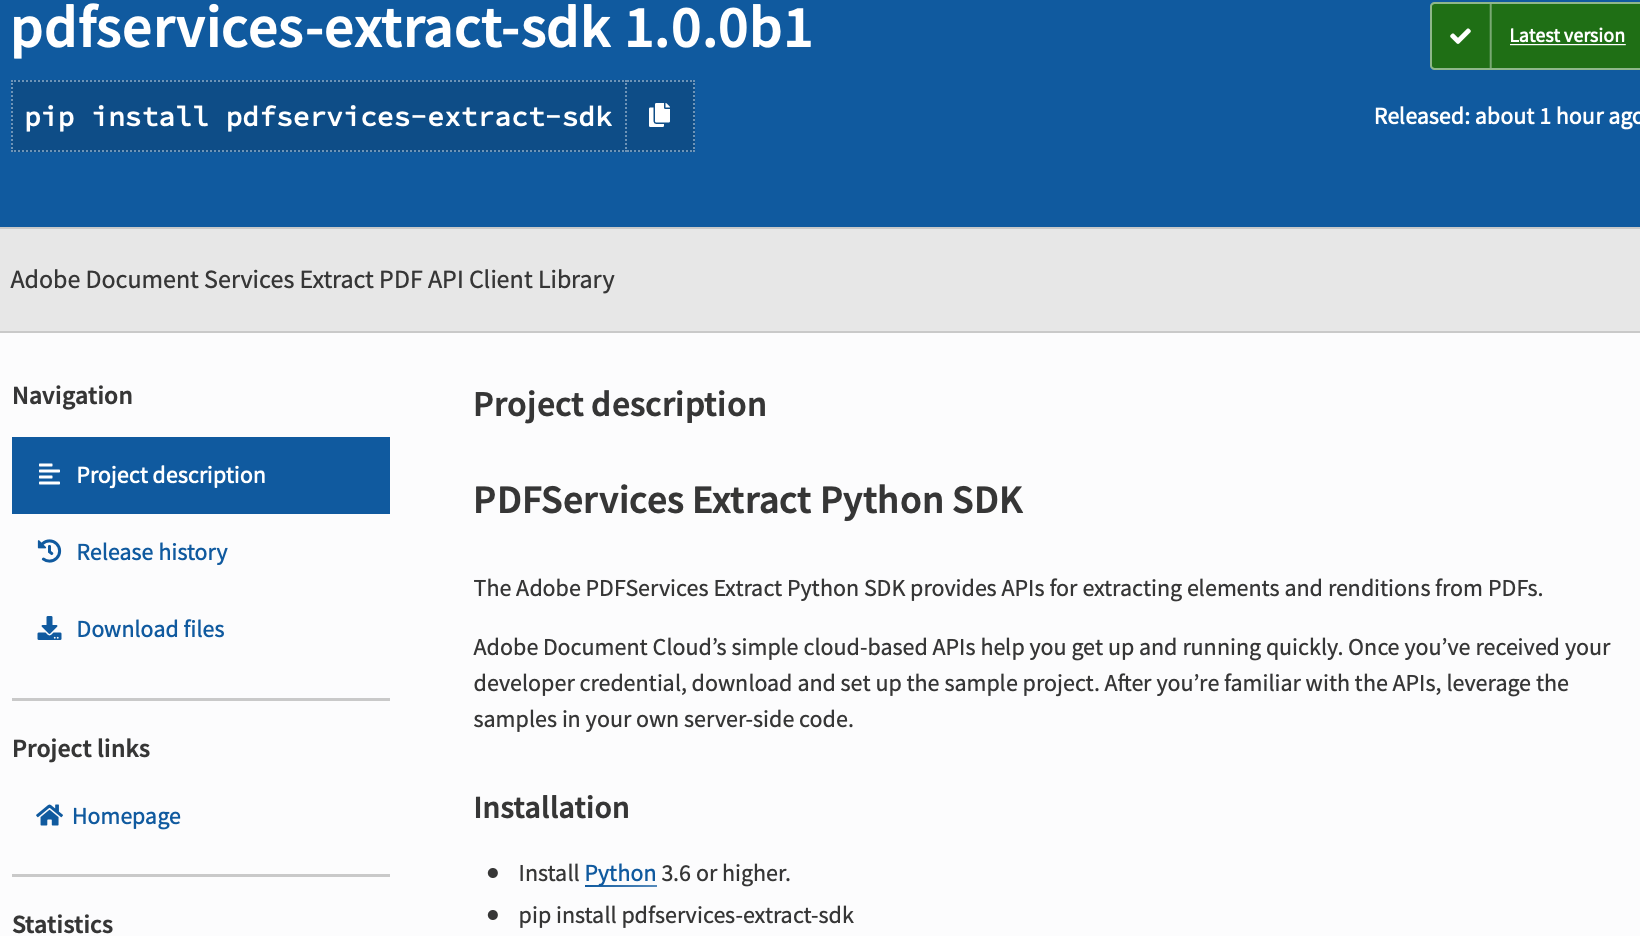 pdfservices-extract-sdk 1.0.0b1
Latest version
pip install pdfservices-extract-sdk
Released: about 1 hour ago
Adobe Document Services Extract PDF API Client Library
Navigation
Project description
Release history
Download files
Project links
Homepage
Statistics
Project description
PDFServices Extract Python SDK
The Adobe PDFServices Extract Python SDK provides APIs for extracting elements and renditions from PDFs.
Adobe Document Cloud’s simple cloud-based APIs help you get up and running quickly. Once you’ve received your
developer credential, download and set up the sample project. After you’re familiar with the APIs, leverage the
samples in your own server-side code.
Installation
Install Python 3.6 or higher.
pip install pdfservices-extract-sdk